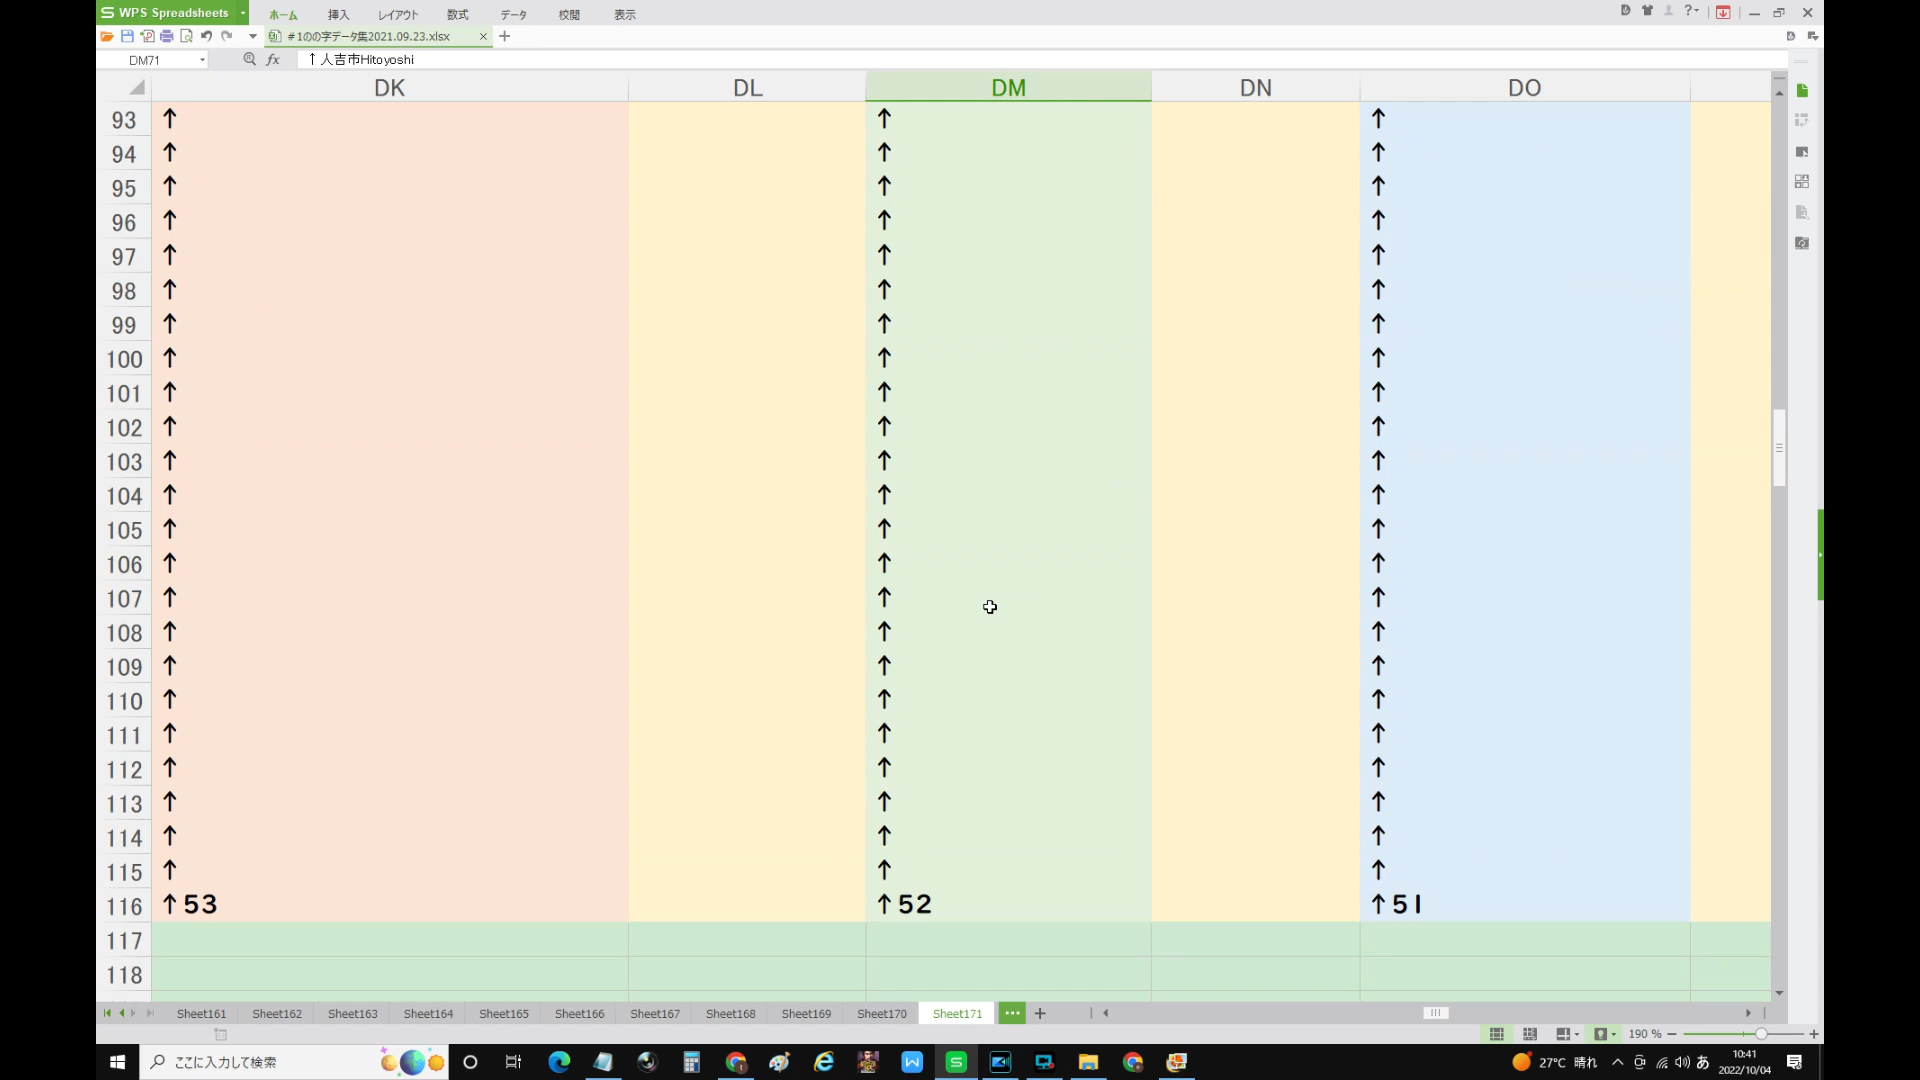 WPS Spreadsheets ホーム 挿入 レイアウト 数式 データ 校閲 表示
#1のの字データ集2021.09.23.xlsx
DM71 fx ↑人吉市Hitoyoshi
DK DL DM DN DO
93 ↑ ↑ ↑
94 ↑ ↑ ↑
95 ↑ ↑ ↑
96 ↑ ↑ ↑
97 ↑ ↑ ↑
98 ↑ ↑ ↑
99 ↑ ↑ ↑
100 ↑ ↑ ↑
101 ↑ ↑ ↑
102 ↑ ↑ ↑
103 ↑ ↑ ↑
104 ↑ ↑ ↑
105 ↑ ↑ ↑
106 ↑ ↑ ↑
107 ↑ ↑ ↑
108 ↑ ↑ ↑
109 ↑ ↑ ↑
110 ↑ ↑ ↑
111 ↑ ↑ ↑
112 ↑ ↑ ↑
113 ↑ ↑ ↑
114 ↑ ↑ ↑
115 ↑ ↑ ↑
116 ↑53 ↑52 ↑51
117
118
Sheet161 Sheet162 Sheet163 Sheet164 Sheet165 Sheet166 Sheet167 Sheet168 Sheet169 Sheet170 Sheet171
190 %
ここに入力して検索 27°C 晴れ あ 10:41
2022/10/04